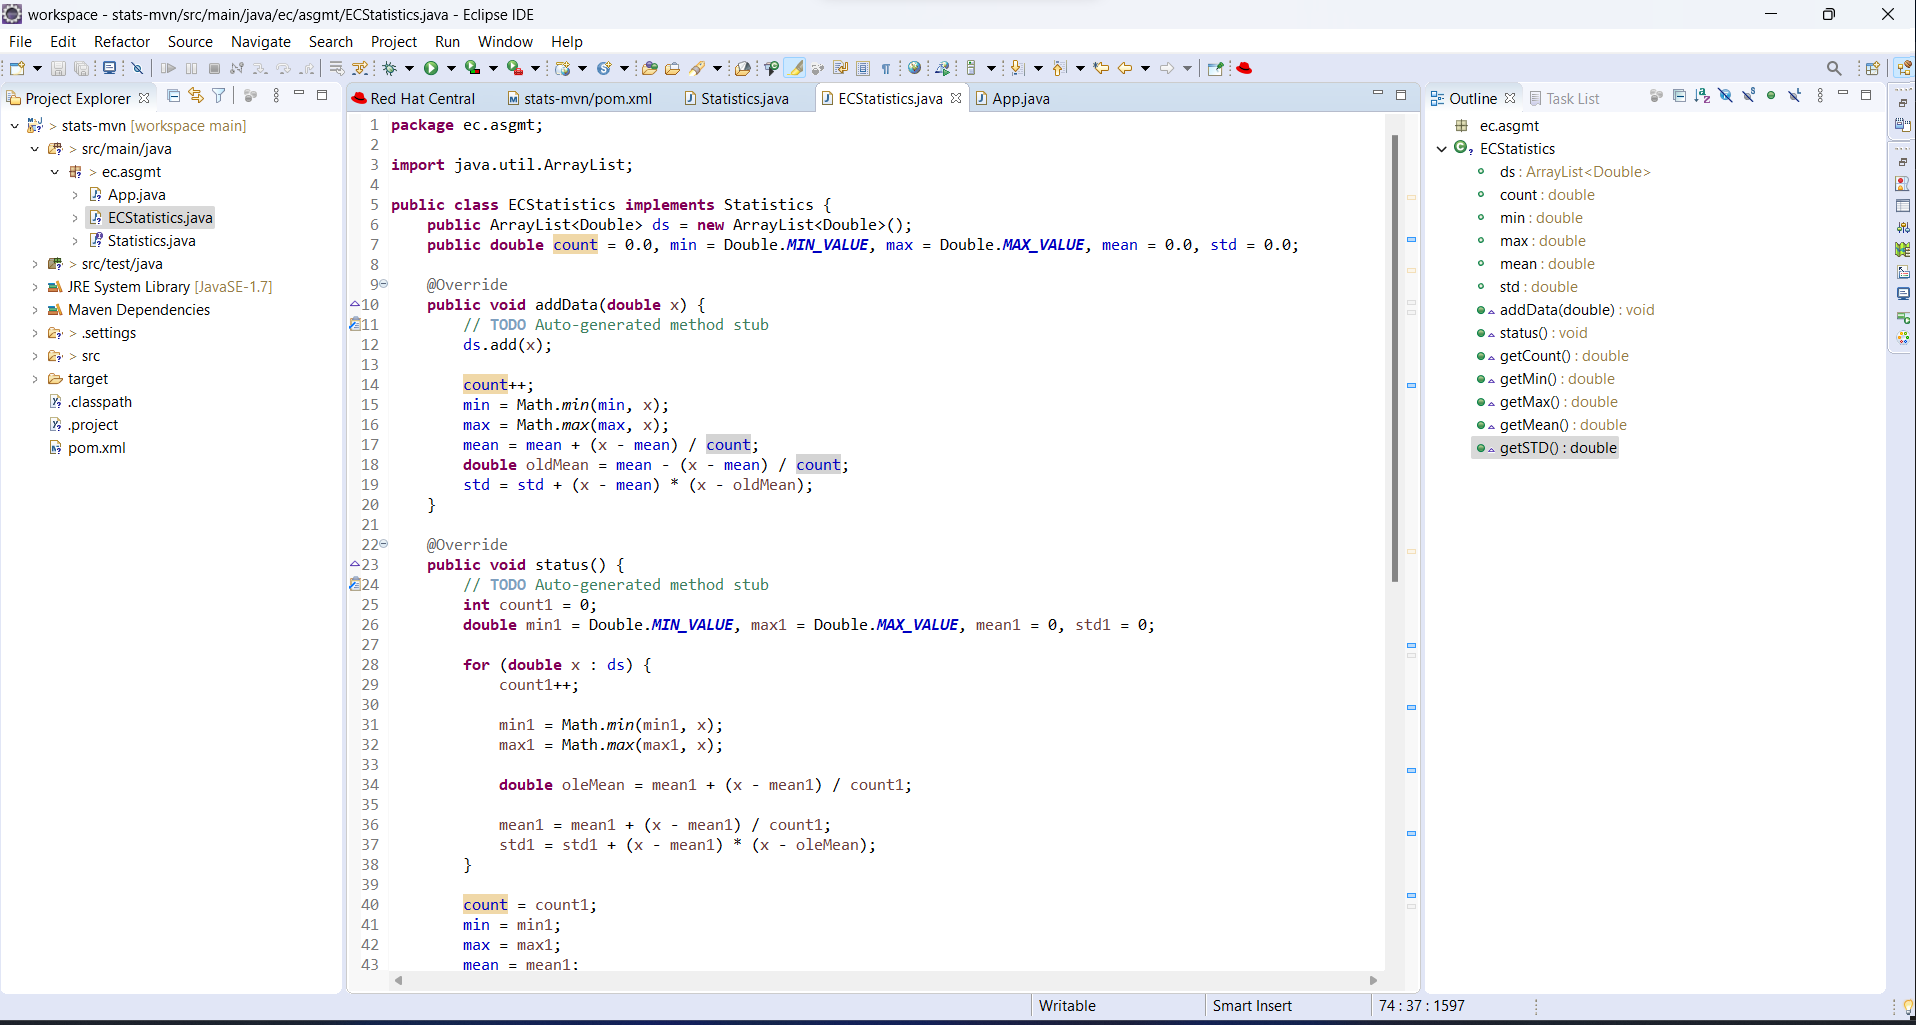 workspace - stats-mvn/src/main/java/ec/asgmt/ECStatistics.java - Eclipse IDE
File Edit Refactor Source Navigate Search Project Run Window Help
Project Explorer
> stats-mvn [workspace main]
> src/main/java
> ec.asgmt
App.java
ECStatistics.java
Statistics.java
> src/test/java
JRE System Library [JavaSE-1.7]
Maven Dependencies
> .settings
> src
target
.classpath
.project
pom.xml
Red Hat Central stats-mvn/pom.xml Statistics.java ECStatistics.java App.java
1 package ec.asgmt;
2
3 import java.util.ArrayList;
4
5 public class ECStatistics implements Statistics {
6 public ArrayList<Double> ds = new ArrayList<Double>();
7 public double count = 0.0, min = Double.MIN_VALUE, max = Double.MAX_VALUE, mean = 0.0, std = 0.0;
8
9 @Override
10 public void addData(double x) {
11 // TODO Auto-generated method stub
12 ds.add(x);
13
14 count++;
15 min = Math.min(min, x);
16 max = Math.max(max, x);
17 mean = mean + (x - mean) / count;
18 double oldMean = mean - (x - mean) / count;
19 std = std + (x - mean) * (x - oldMean);
20 }
21
22 @Override
23 public void status() {
24 // TODO Auto-generated method stub
25 int count1 = 0;
26 double min1 = Double.MIN_VALUE, max1 = Double.MAX_VALUE, mean1 = 0, std1 = 0;
27
28 for (double x : ds) {
29 count1++;
30
31 min1 = Math.min(min1, x);
32 max1 = Math.max(max1, x);
33
34 double oleMean = mean1 + (x - mean1) / count1;
35
36 mean1 = mean1 + (x - mean1) / count1;
37 std1 = std1 + (x - mean1) * (x - oleMean);
38 }
39
40 count = count1;
41 min = min1;
42 max = max1;
43 mean = mean1;
Outline Task List
ec.asgmt
ECStatistics
ds : ArrayList<Double>
count : double
min : double
max : double
mean : double
std : double
addData(double) : void
status() : void
getCount() : double
getMin() : double
getMax() : double
getMean() : double
getSTD() : double
Writable Smart Insert 74 : 37 : 1597